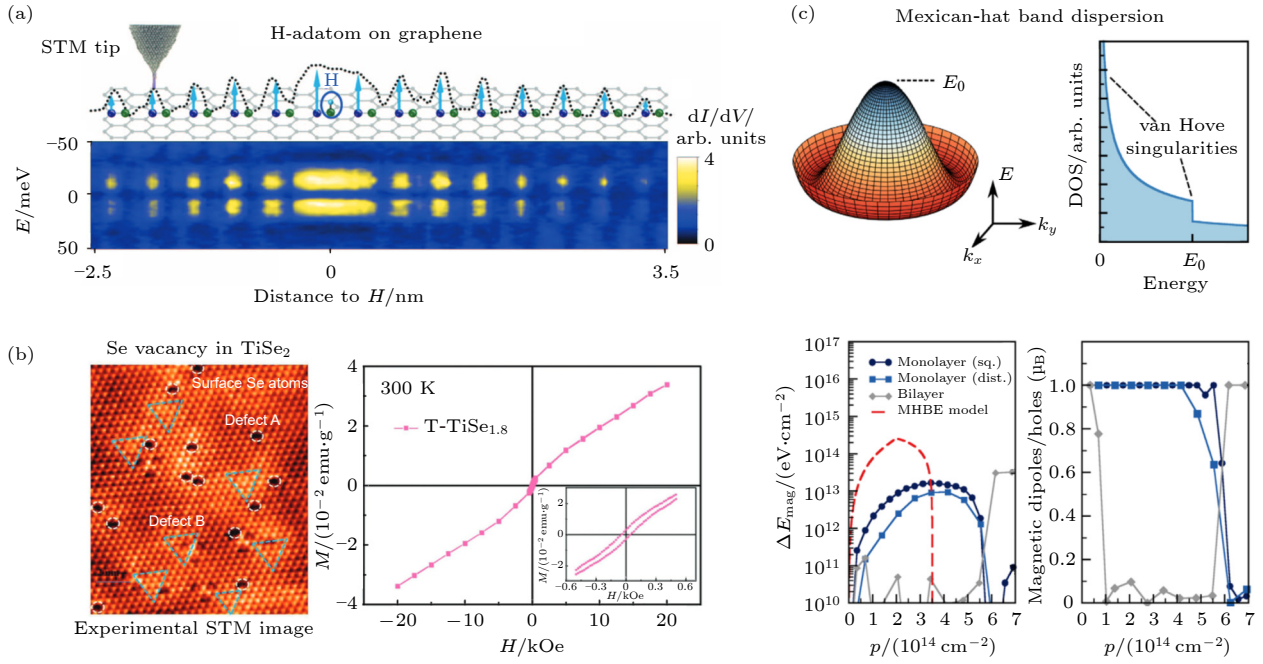 (a)
STM tip
H-adatom on graphene
H
dI/dV/
arb. units
4
0
−50
0
50
E/meV
−2.5
0
3.5
Distance to H/nm
(c)
Mexican-hat band dispersion
E0
E
ky
kx
DOS/arb. units
van Hove
singularities
0
E0
Energy
(b)
Se vacancy in TiSe2
Surface Se atoms
Defect A
Defect B
Experimental STM image
300 K
T-TiSe1.8
M/(10−2 emu·g−1)
4
2
0
−2
−4
−20
−10
0
10
20
H/kOe
M/(10−2 emu·g−1)
2
0
−2
−0.6
−0.3
0
0.3
0.6
H/kOe
ΔEmag/(eV·cm−2)
10^17
10^16
10^15
10^14
10^13
10^12
10^11
10^10
Monolayer (sq.)
Monolayer (dist.)
Bilayer
MHBE model
0 1 2 3 4 5 6 7
p/(10^14 cm−2)
Magnetic dipoles/holes (μB)
1.0
0.8
0.6
0.4
0.2
0
0 1 2 3 4 5 6 7
p/(10^14 cm−2)